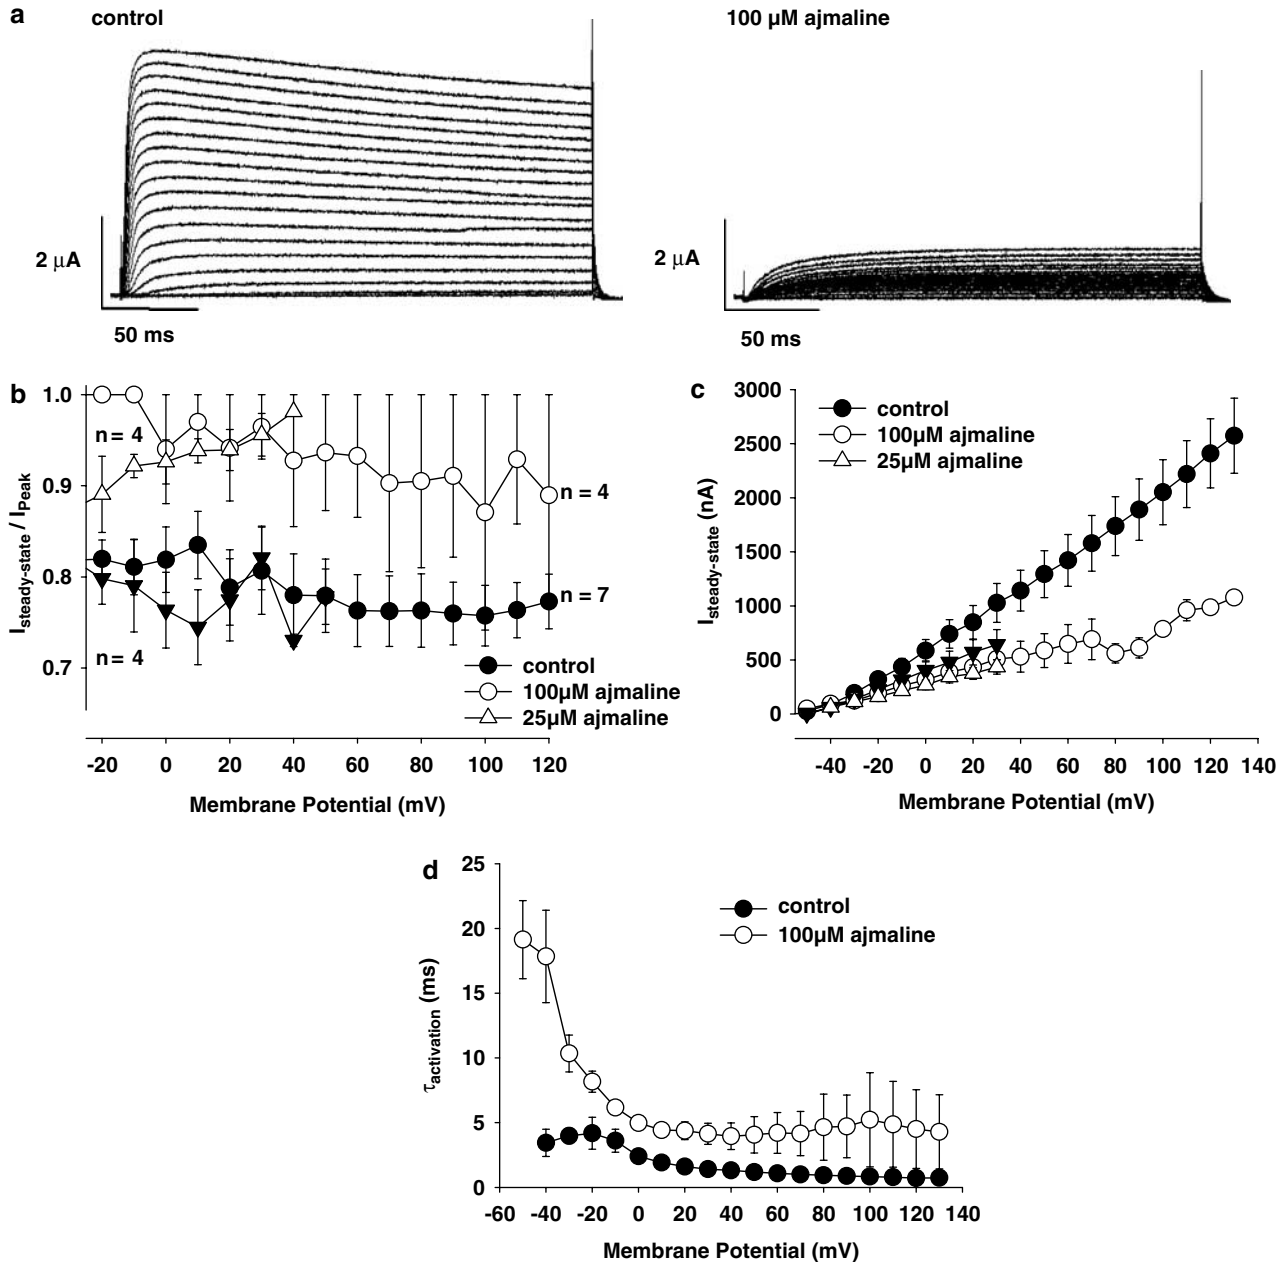 a
control
100 µM ajmaline
2 µA
50 ms
2 µA
50 ms
b
1.0
0.9
0.8
0.7
I steady-state / I Peak
n = 4
n = 4
n = 4
n = 7
control
100µM ajmaline
25µM ajmaline
-20 0 20 40 60 80 100 120
Membrane Potential (mV)
c
3000
2500
2000
1500
1000
500
0
I steady-state (nA)
control
100µM ajmaline
25µM ajmaline
-40 -20 0 20 40 60 80 100 120 140
Membrane Potential (mV)
d
25
20
15
10
5
0
τ activation (ms)
control
100µM ajmaline
-60 -40 -20 0 20 40 60 80 100 120 140
Membrane Potential (mV)